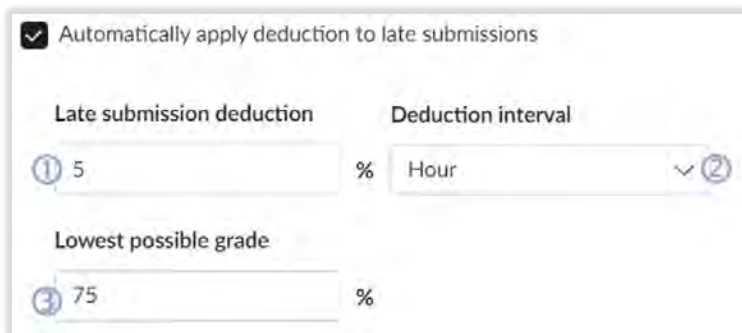 Automatically apply deduction to late submissions
Late submission deduction Deduction interval
① 5 % Hour ②
Lowest possible grade
③ 75 %